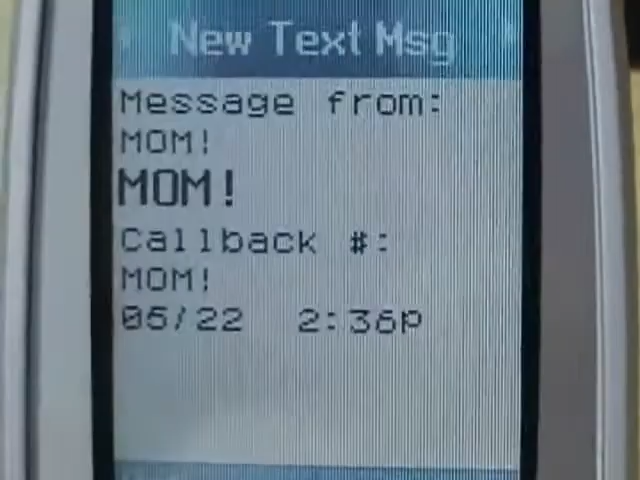 New Text Msg
Message from:
MOM!
MOM!
Callback #:
MOM!
05/22 2:36P